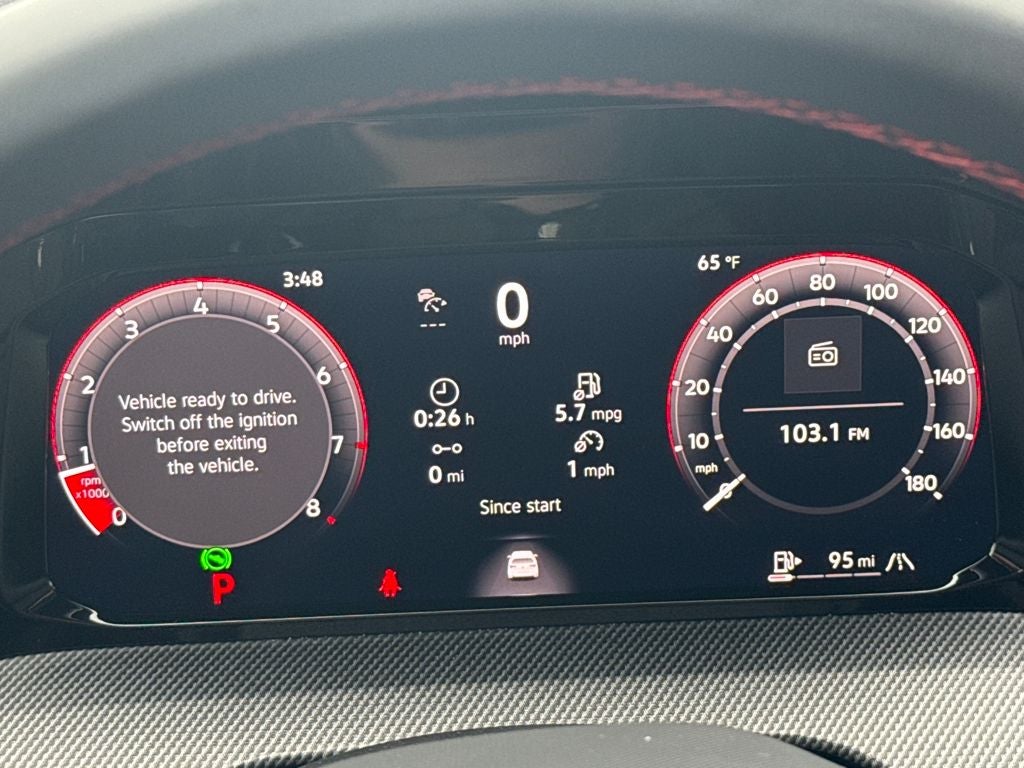 3:48
0
mph
65 °F
0
1
2
3
4
5
6
7
8
rpm
x1000
Vehicle ready to drive.
Switch off the ignition
before exiting
the vehicle.
---
0:26 h
5.7 mpg
0 mi
1 mph
Since start
0
10
20
40
60
80
100
120
140
160
180
mph
103.1 FM
P
95 mi